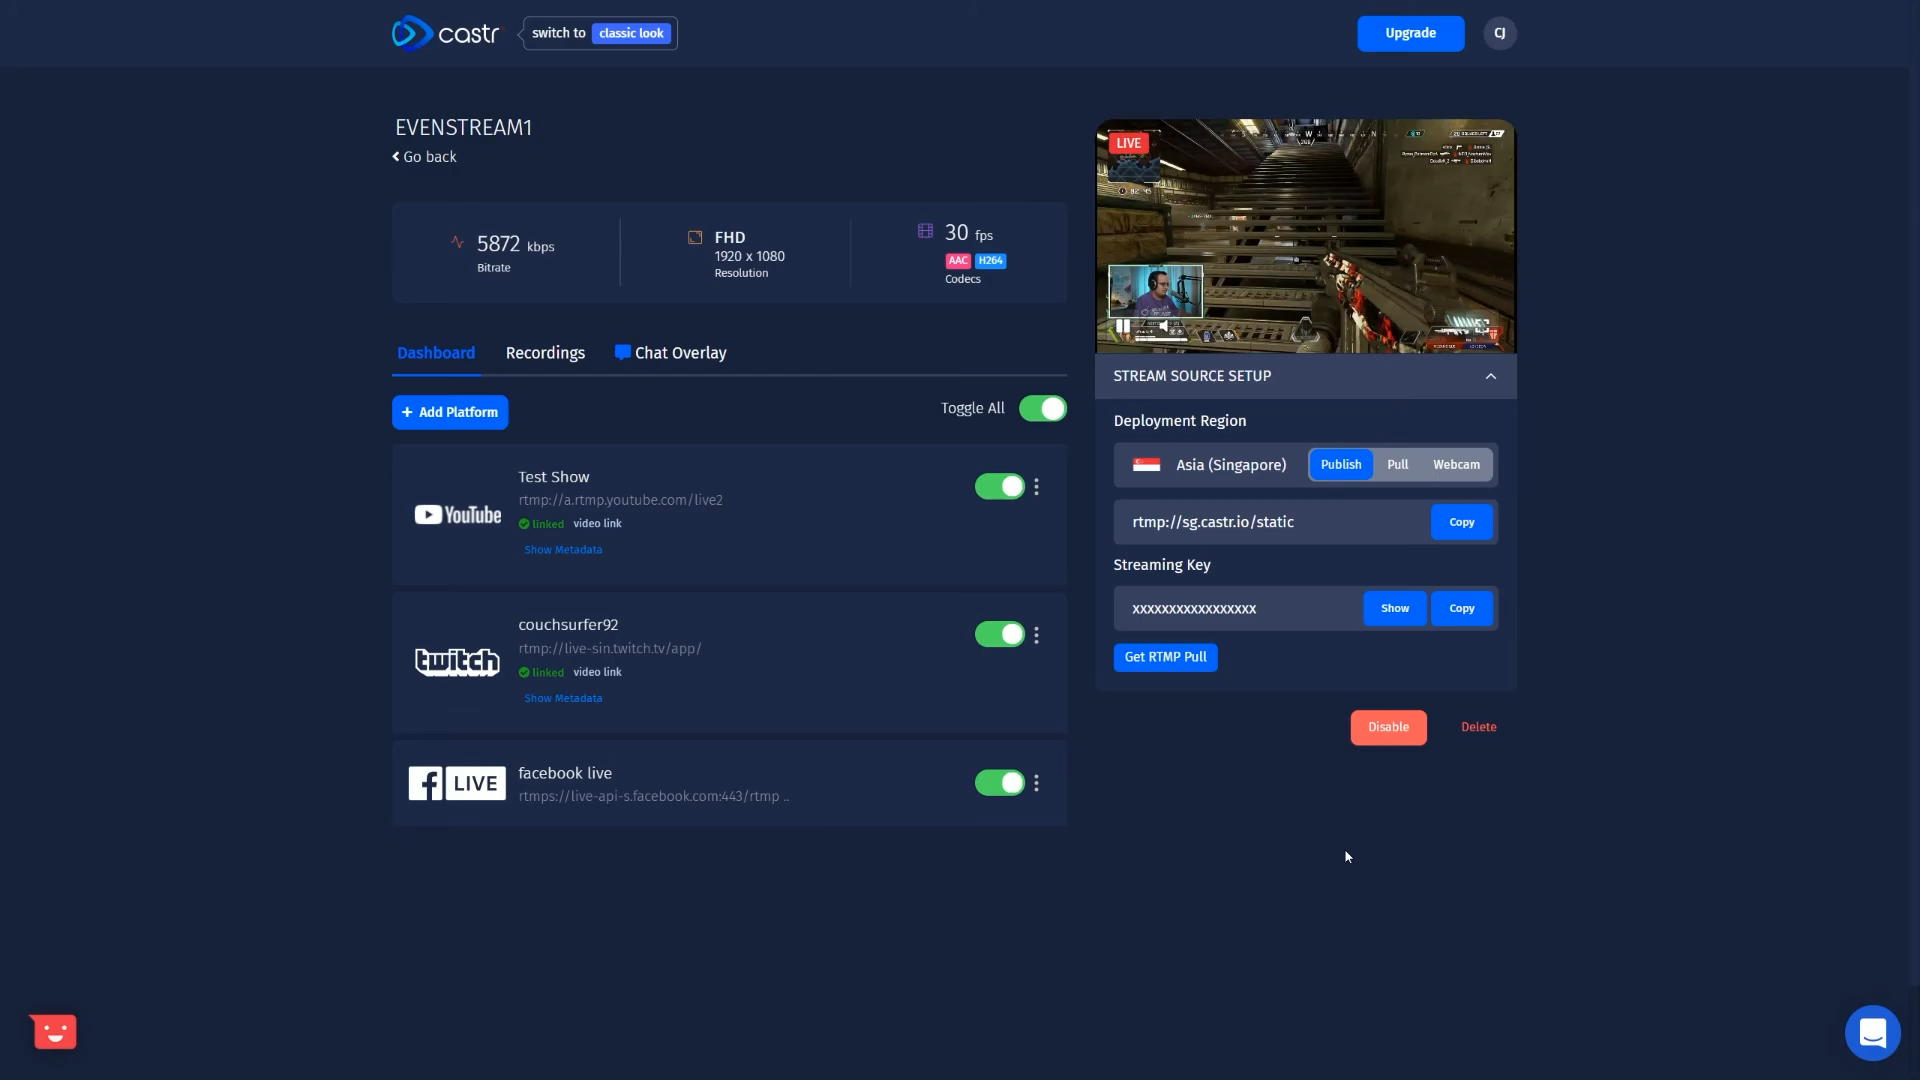 castr
switch to classic look
Upgrade
CJ
EVENSTREAM1
Go back
5872 kbps
Bitrate
FHD
1920 x 1080
Resolution
30 fps
AAC H264
Codecs
Dashboard
Recordings
Chat Overlay
+ Add Platform
Toggle All
YouTube
Test Show
rtmp://a.rtmp.youtube.com/live2
linked video link
Show Metadata
twitch
couchsurfer92
rtmp://live-sin.twitch.tv/app/
linked video link
Show Metadata
f LIVE
facebook live
rtmps://live-api-s.facebook.com:443/rtmp ..
LIVE
W
STREAM SOURCE SETUP
Deployment Region
Asia (Singapore)
Publish
Pull
Webcam
rtmp://sg.castr.io/static
Copy
Streaming Key
xxxxxxxxxxxxxxxxx
Show
Copy
Get RTMP Pull
Disable
Delete